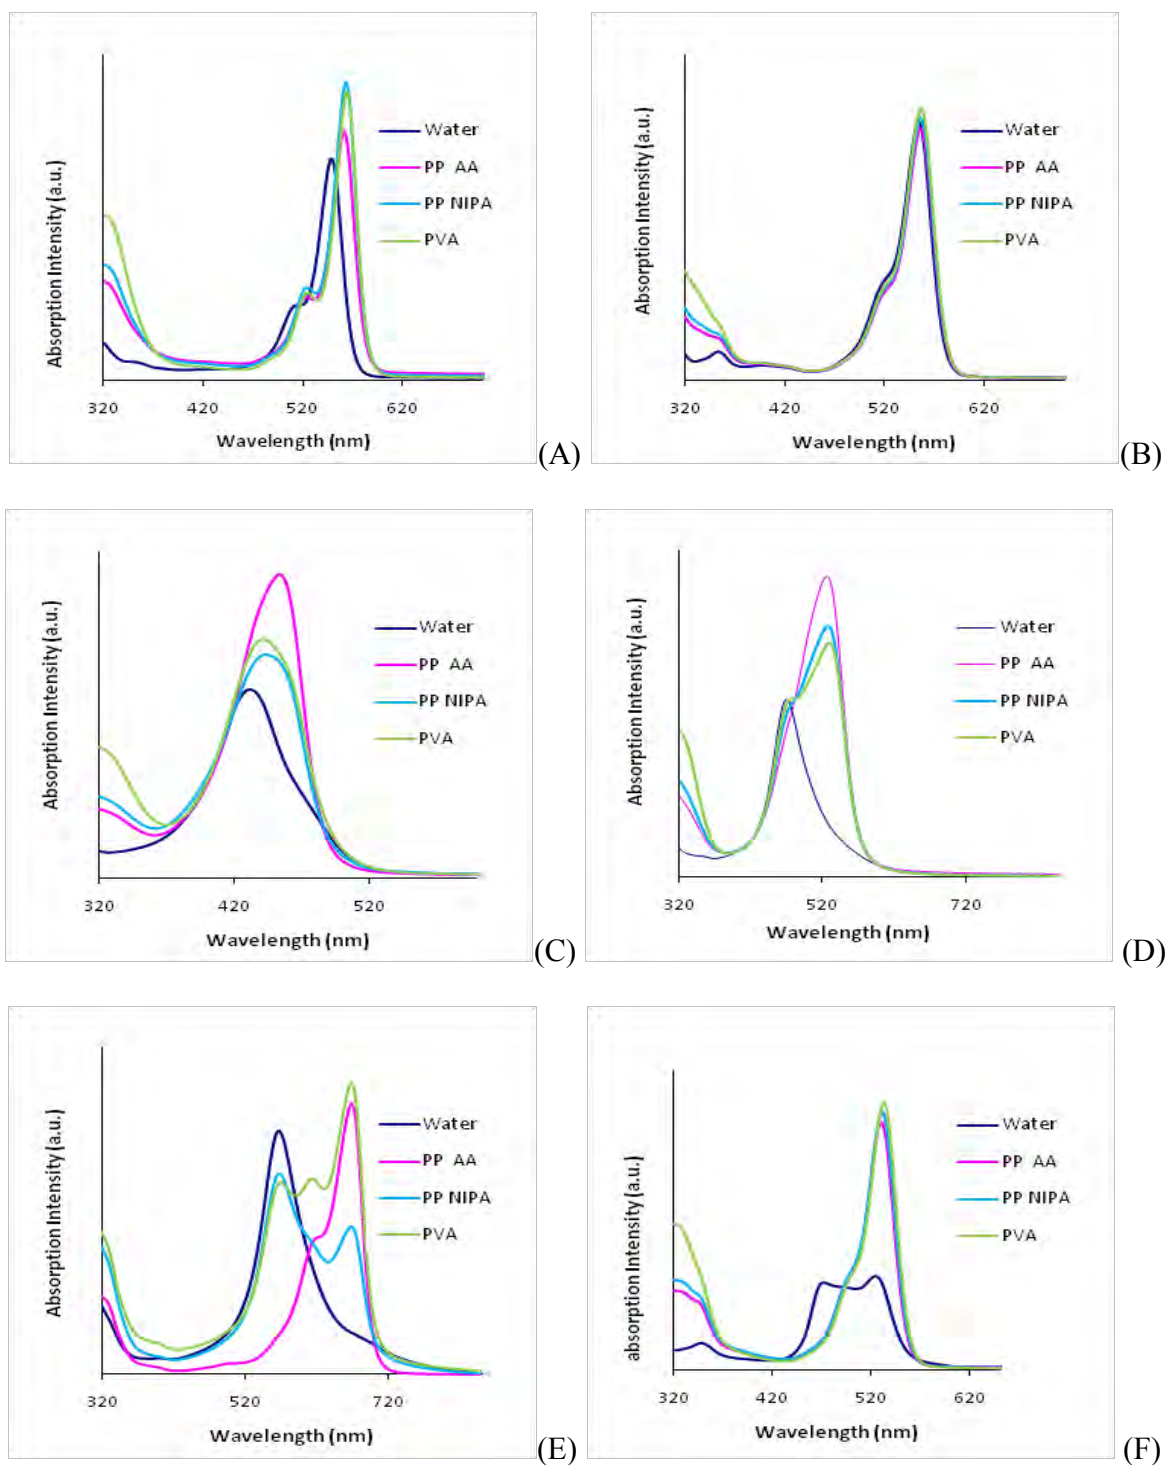 Absorption Intensity (a.u.)
Water
PP AA
PP NIPA
PVA
320 420 520 620
Wavelength (nm)
(A)
Absorption Intensity (a.u.)
Water
PP AA
PP NIPA
PVA
320 420 520 620
Wavelength (nm)
(B)
Absorption Intensity (a.u.)
Water
PP AA
PP NIPA
PVA
320 420 520
Wavelength (nm)
(C)
Absorption Intensity (a.u.)
Water
PP AA
PP NIPA
PVA
320 520 720
Wavelength (nm)
(D)
Absorption Intensity (a.u.)
Water
PP AA
PP NIPA
PVA
320 520 720
Wavelength (nm)
(E)
absorption Intensity (a.u.)
Water
PP AA
PP NIPA
PVA
320 420 520 620
Wavelength (nm)
(F)